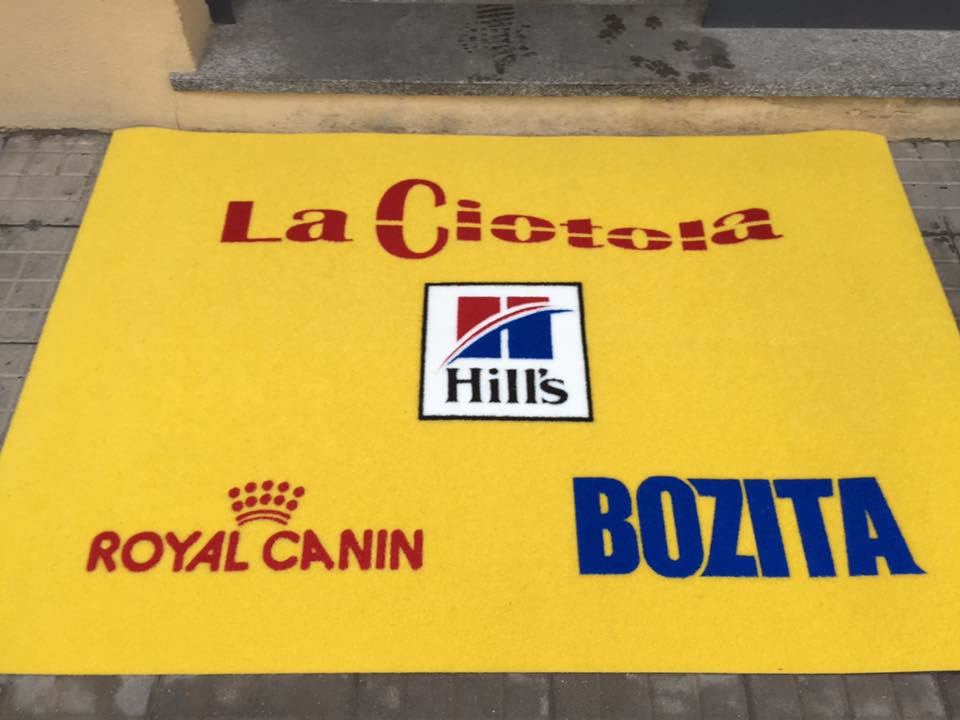 La Ciotola
Hill's
ROYAL CANIN
BOZITA